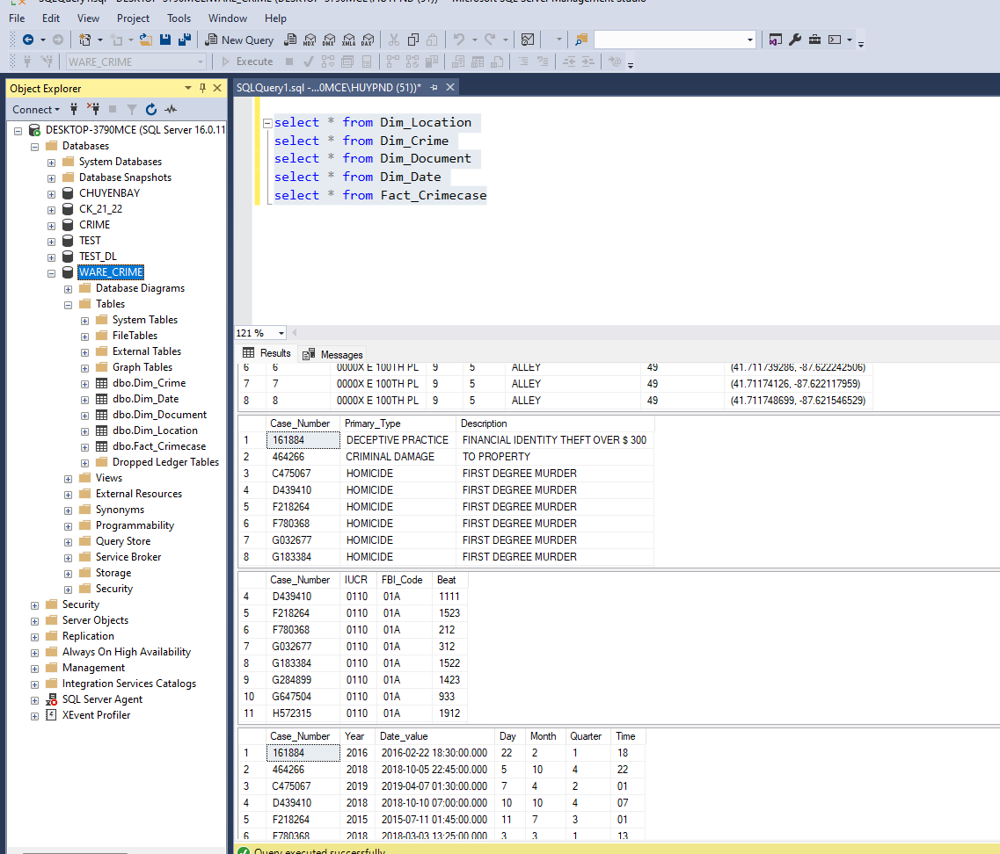 SQLQuery1.sql - DESKTOP-3790MCE.WARE_CRIME (DESKTOP-3790MCE\HUYPND (51))* - Microsoft SQL Server Management Studio
File Edit View Project Tools Window Help
New Query MDX DMX XMLA DAX
WARE_CRIME Execute
Object Explorer
Connect
DESKTOP-3790MCE (SQL Server 16.0.11
Databases
System Databases
Database Snapshots
CHUYENBAY
CK_21_22
CRIME
TEST
TEST_DL
WARE_CRIME
Database Diagrams
Tables
System Tables
FileTables
External Tables
Graph Tables
dbo.Dim_Crime
dbo.Dim_Date
dbo.Dim_Document
dbo.Dim_Location
dbo.Fact_Crimecase
Dropped Ledger Tables
Views
External Resources
Synonyms
Programmability
Query Store
Service Broker
Storage
Security
Security
Server Objects
Replication
Always On High Availability
Management
Integration Services Catalogs
SQL Server Agent
XEvent Profiler
SQLQuery1.sql -...0MCE\HUYPND (51))*
select * from Dim_Location
select * from Dim_Crime
select * from Dim_Document
select * from Dim_Date
select * from Fact_Crimecase
121 %
Results Messages
6 6 0000X E 100TH PL 9 5 ALLEY 49 (41.711739286, -87.622242506)
7 7 0000X E 100TH PL 9 5 ALLEY 49 (41.71174126, -87.622117959)
8 8 0000X E 100TH PL 9 5 ALLEY 49 (41.711748699, -87.621546529)
Case_Number Primary_Type Description
1 161884 DECEPTIVE PRACTICE FINANCIAL IDENTITY THEFT OVER $ 300
2 464266 CRIMINAL DAMAGE TO PROPERTY
3 C475067 HOMICIDE FIRST DEGREE MURDER
4 D439410 HOMICIDE FIRST DEGREE MURDER
5 F218264 HOMICIDE FIRST DEGREE MURDER
6 F780368 HOMICIDE FIRST DEGREE MURDER
7 G032677 HOMICIDE FIRST DEGREE MURDER
8 G183384 HOMICIDE FIRST DEGREE MURDER
Case_Number IUCR FBI_Code Beat
4 D439410 0110 01A 1111
5 F218264 0110 01A 1523
6 F780368 0110 01A 212
7 G032677 0110 01A 312
8 G183384 0110 01A 1522
9 G284899 0110 01A 1423
10 G647504 0110 01A 933
11 H572315 0110 01A 1912
Case_Number Year Date_value Day Month Quarter Time
1 161884 2016 2016-02-22 18:30:00.000 22 2 1 18
2 464266 2018 2018-10-05 22:45:00.000 5 10 4 22
3 C475067 2019 2019-04-07 01:30:00.000 7 4 2 01
4 D439410 2018 2018-10-10 07:00:00.000 10 10 4 07
5 F218264 2015 2015-07-11 01:45:00.000 11 7 3 01
6 F780368 2018 2018-03-03 13:25:00.000 3 3 1 13
Query executed successfully